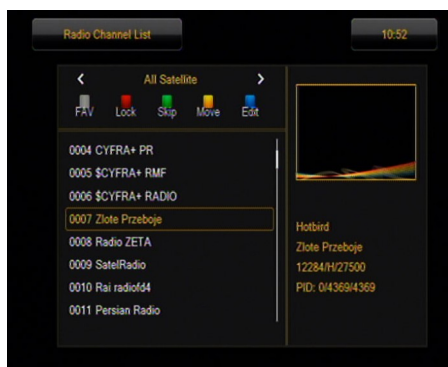 Radio Channel List
10:52
All Satellite
FAV Lock Skip Move Edit
0004 CYFRA+ PR
0005 $CYFRA+ RMF
0006 $CYFRA+ RADIO
0007 Zlote Przeboje
0008 Radio ZETA
0009 SatelRadio
0010 Rai radiofd4
0011 Persian Radio
Hotbird
Zlote Przeboje
12284/H/27500
PID: 0/4369/4369